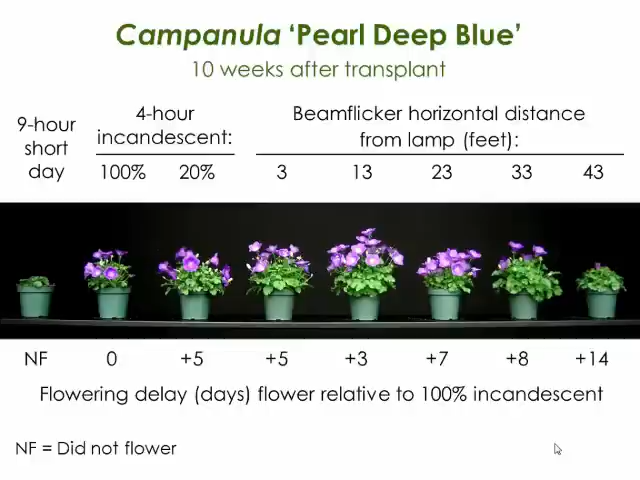 Campanula ‘Pearl Deep Blue’
10 weeks after transplant
9-hour
short
day
4-hour
incandescent:
100% 20%
Beamflicker horizontal distance
from lamp (feet):
3 13 23 33 43
NF 0 +5 +5 +3 +7 +8 +14
Flowering delay (days) flower relative to 100% incandescent
NF = Did not flower